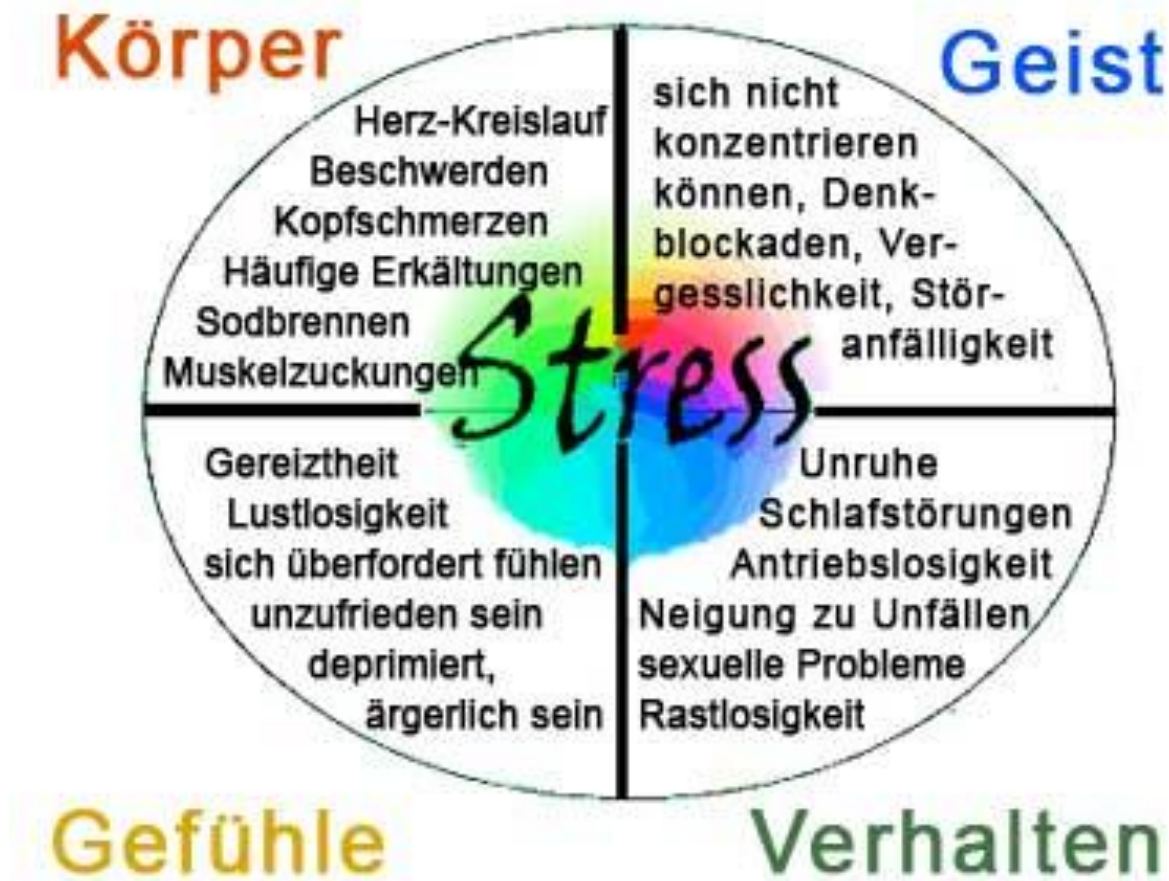 Körper
Herz-Kreislauf
Beschwerden
Kopfschmerzen
Häufige Erkältungen
Sodbrennen
Muskelzuckungen
Geist
sich nicht
konzentrieren
können, Denk-
blockaden, Ver-
gesslichkeit, Stör-
anfälligkeit
Stress
Gereiztheit
Lustlosigkeit
sich überfordert fühlen
unzufrieden sein
deprimiert,
ärgerlich sein
Gefühle
Unruhe
Schlafstörungen
Antriebslosigkeit
Neigung zu Unfällen
sexuelle Probleme
Rastlosigkeit
Verhalten